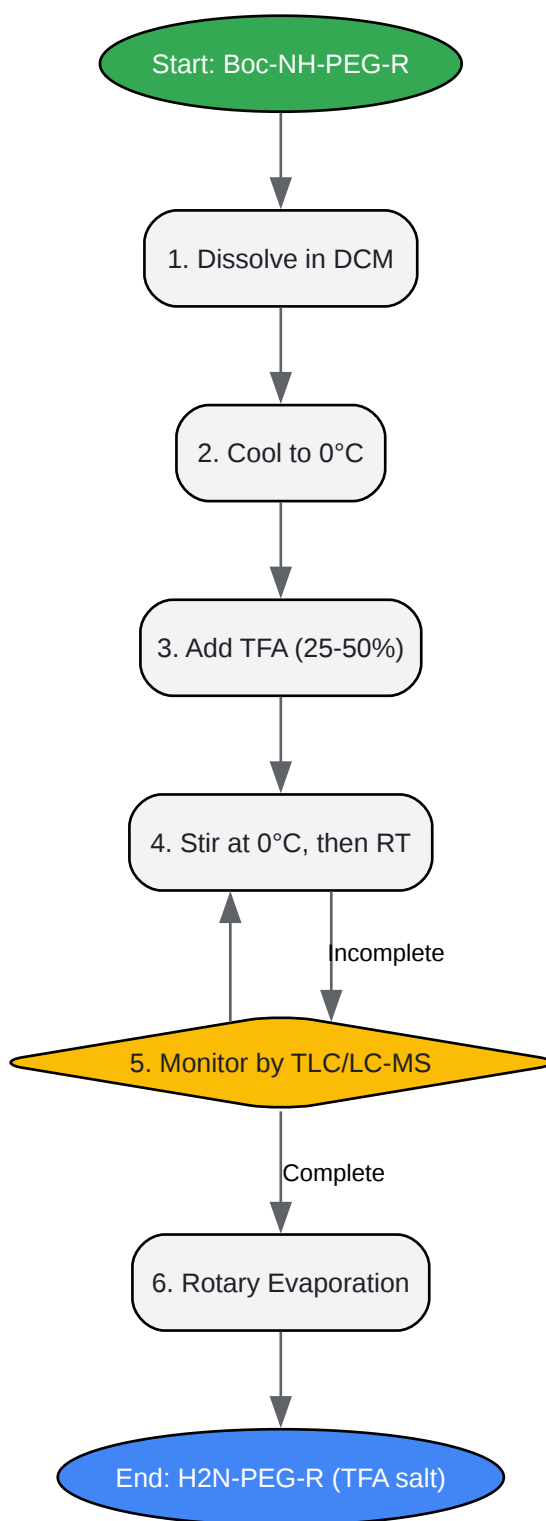 Start: Boc-NH-PEG-R
1. Dissolve in DCM
2. Cool to 0°C
3. Add TFA (25-50%)
4. Stir at 0°C, then RT
Incomplete
5. Monitor by TLC/LC-MS
Complete
6. Rotary Evaporation
End: H2N-PEG-R (TFA salt)